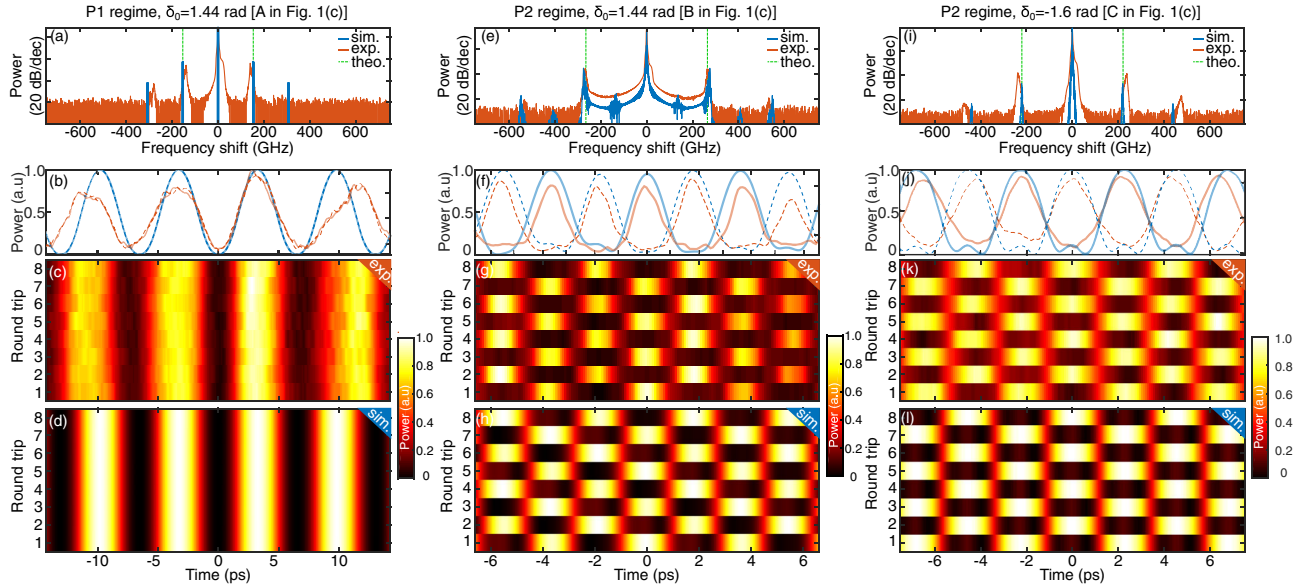 P1 regime, δ0=1.44 rad [A in Fig. 1(c)]
(a)
sim.
exp.
theo.
Power
(20 dB/dec)
-600 -400 -200 0 200 400 600
Frequency shift (GHz)
(b)
Power (a.u)
1.0
0.5
0
(c)
exp.
Round trip
8
7
6
5
4
3
2
1
(d)
sim.
Round trip
8
7
6
5
4
3
2
1
-10 -5 0 5 10
Time (ps)
1.0
0.8
0.6
0.4
0.2
0
Power (a.u)
P2 regime, δ0=1.44 rad [B in Fig. 1(c)]
(e)
sim.
exp.
theo.
Power
(20 dB/dec)
-600 -400 -200 0 200 400 600
Frequency shift (GHz)
(f)
Power (a.u)
1.0
0.5
0
(g)
exp.
Round trip
8
7
6
5
4
3
2
1
(h)
sim.
Round trip
8
7
6
5
4
3
2
1
-6 -4 -2 0 2 4 6
Time (ps)
1.0
0.8
0.6
0.4
0.2
0
Power (a.u)
P2 regime, δ0=-1.6 rad [C in Fig. 1(c)]
(i)
sim.
exp.
theo.
Power
(20 dB/dec)
-600 -400 -200 0 200 400 600
Frequency shift (GHz)
(j)
Power (a.u)
1.0
0.5
0
(k)
exp.
Round trip
8
7
6
5
4
3
2
1
(l)
sim.
Round trip
8
7
6
5
4
3
2
1
-6 -4 -2 0 2 4 6
Time (ps)
1.0
0.8
0.6
0.4
0.2
0
Power (a.u)